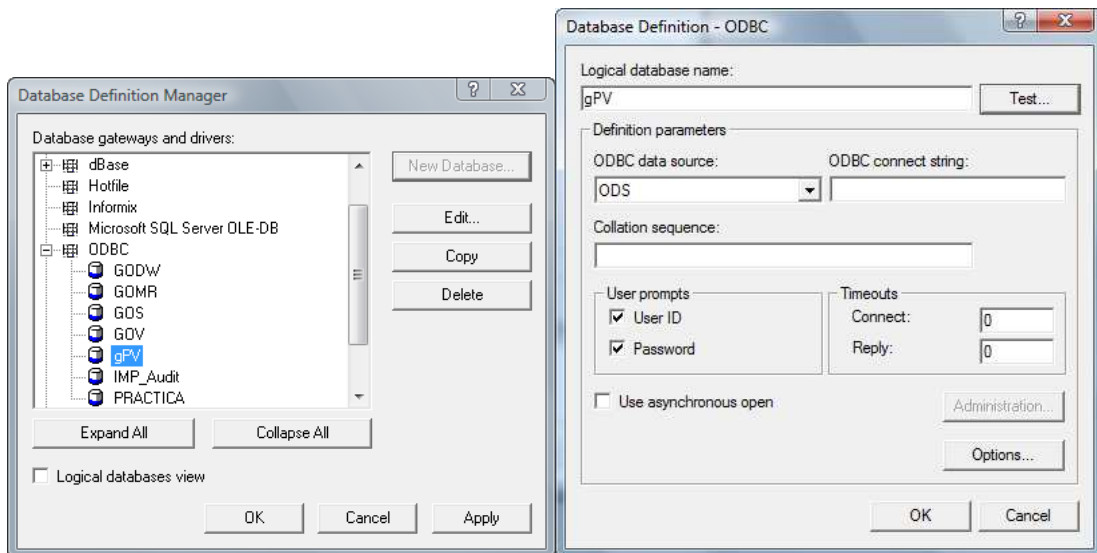 Database Definition Manager
Database gateways and drivers:
dBase
Hotfile
Informix
Microsoft SQL Server OLE-DB
ODBC
GODW
GOMR
GOS
GOV
gPV
IMP_Audit
PRACTICA
New Database...
Edit...
Copy
Delete
Expand All
Collapse All
Logical databases view
OK
Cancel
Apply
Database Definition - ODBC
Logical database name:
gPV
Test...
Definition parameters
ODBC data source:
ODBC connect string:
ODS
Collation sequence:
User prompts
User ID
Password
Timeouts
Connect:
0
Reply:
0
Use asynchronous open
Administration...
Options...
OK
Cancel